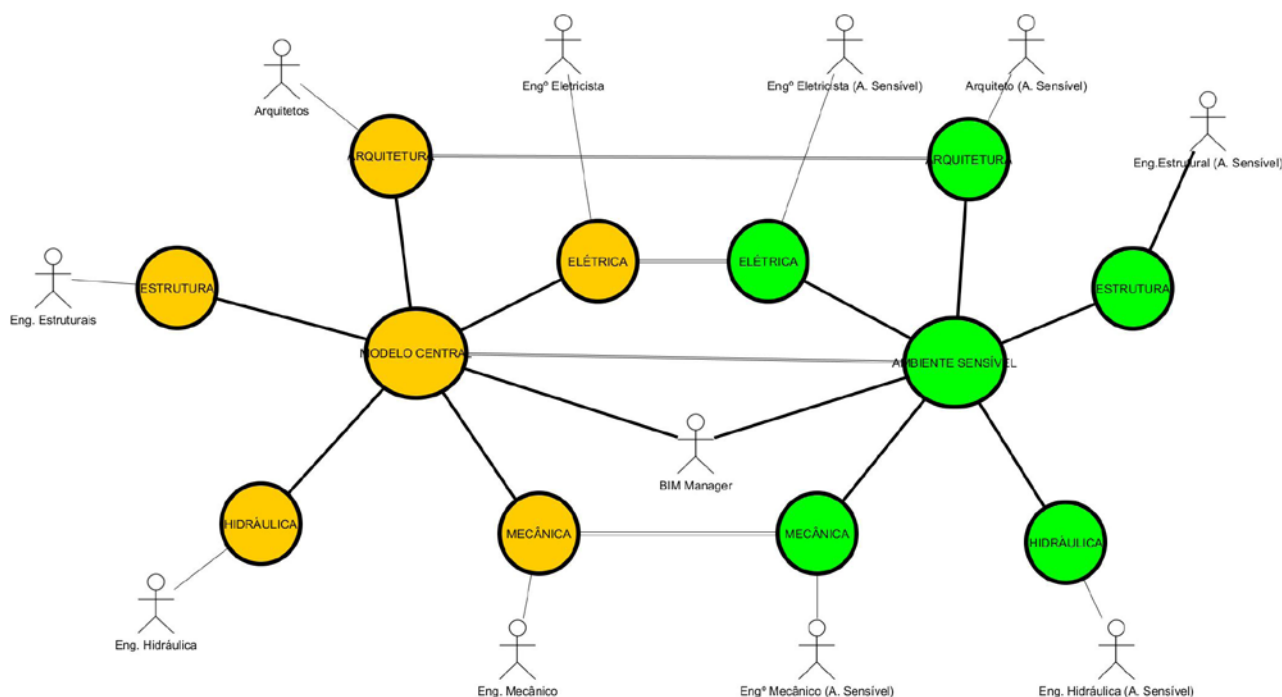 Engº Eletricista
Engº Eletricista (A. Sensível)
Arquiteto (A. Sensível)
Arquitetos
ARQUITETURA
ARQUITETURA
Eng.Estrutural (A. Sensível)
ELÉTRICA
ELÉTRICA
ESTRUTURA
ESTRUTURA
Eng. Estruturais
MODELO CENTRAL
AMBIENTE SENSÍVEL
BIM Manager
HIDRÁULICA
MECÂNICA
MECÂNICA
HIDRÁULICA
Eng. Hidráulica
Eng. Mecânico
Engº Mecânico (A. Sensível)
Eng. Hidráulica (A. Sensível)